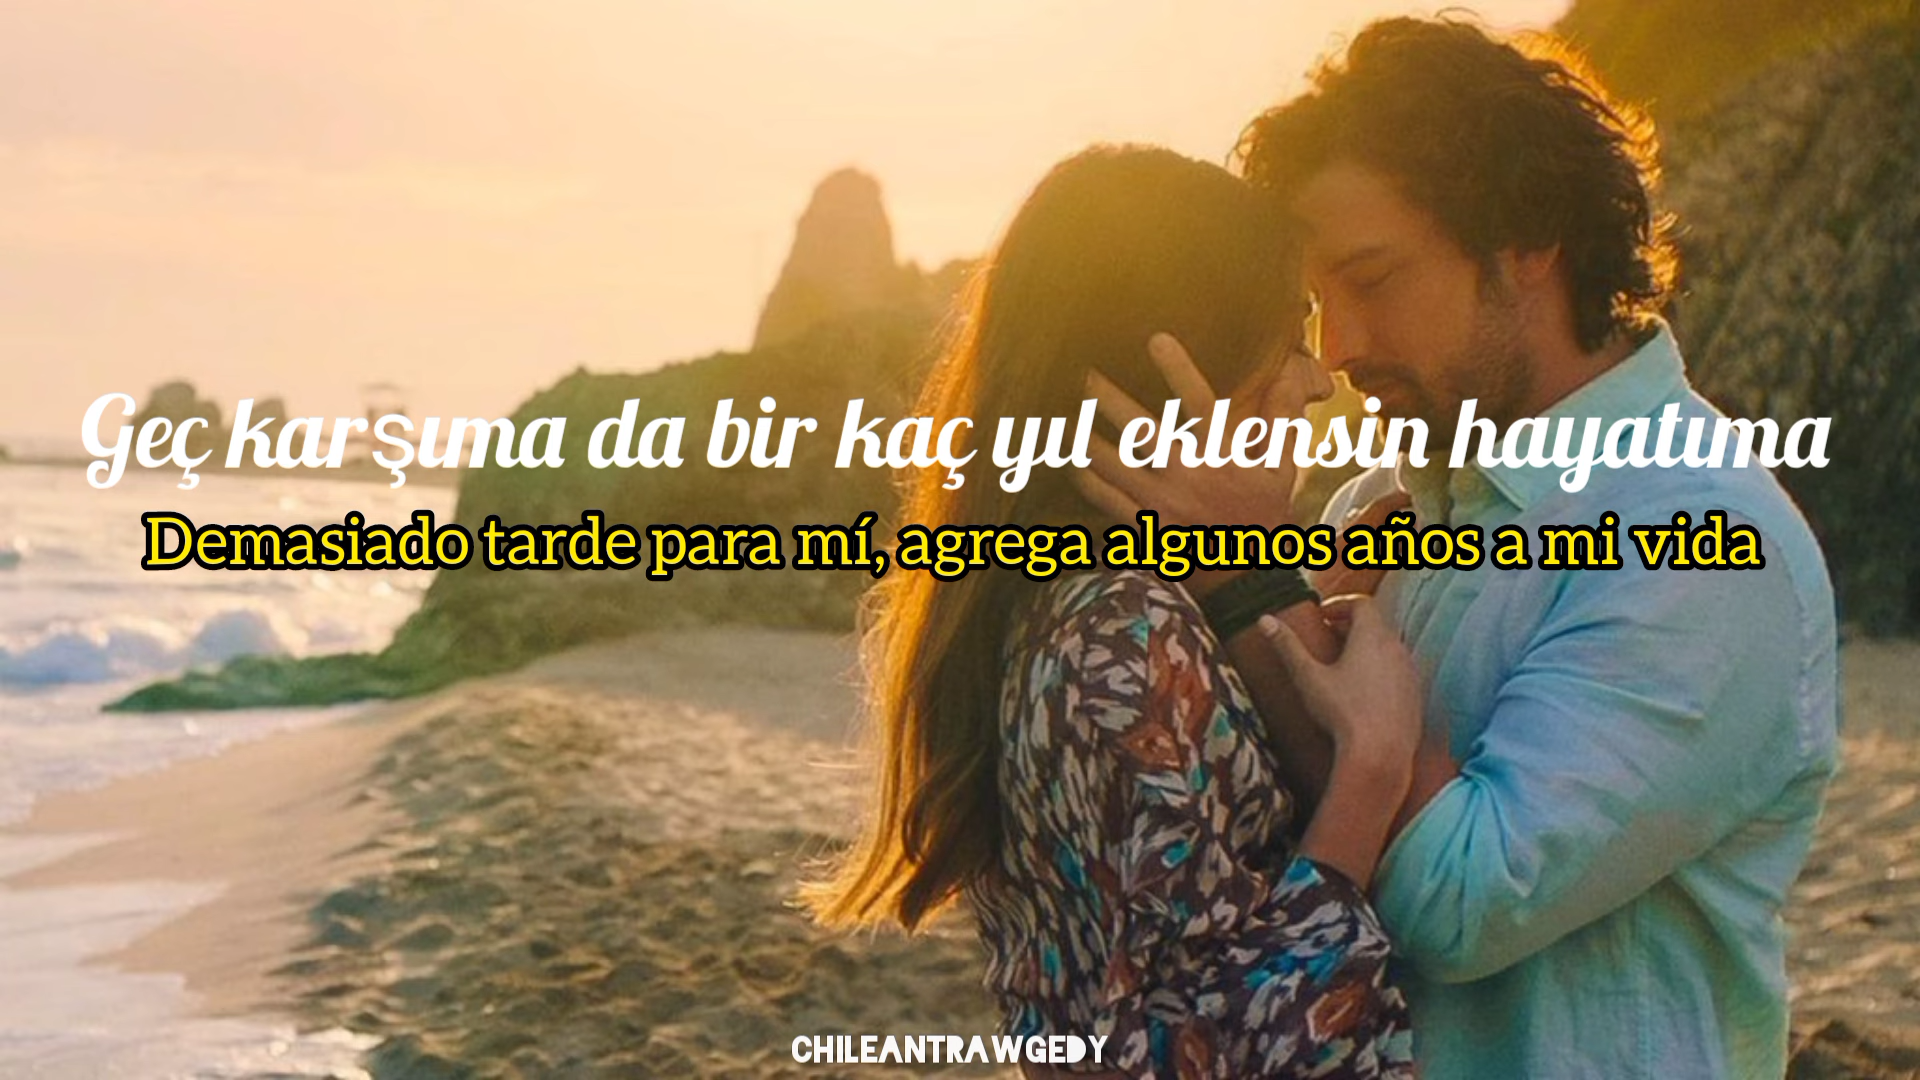 Geç karşıma da bir kaç yıl eklensin hayatıma
Demasiado tarde para mí, agrega algunos años a mi vida
CHILEANTRAWGEDY